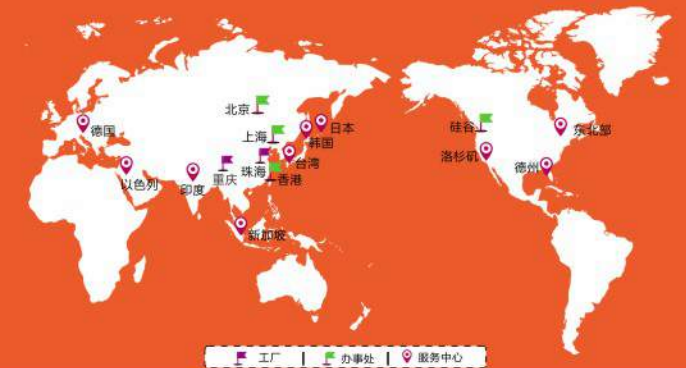 北京
上海
日本
韩国
德国
台湾
珠海
重庆
香港
以色列
印度
新加坡
硅谷
东北部
洛杉矶
德州
工厂 | 办事处 | 服务中心